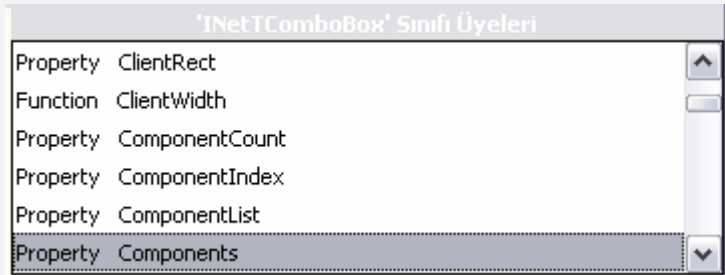 'INetTComboBox' Sınıfı Üyeleri
Property ClientRect
Function ClientWidth
Property ComponentCount
Property ComponentIndex
Property ComponentList
Property Components